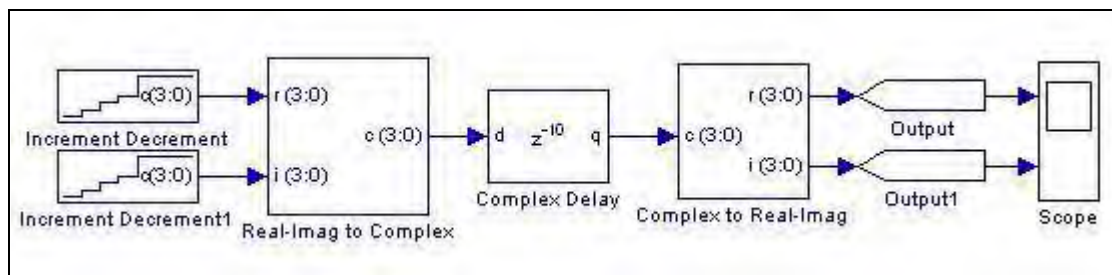 q(3:0)
Increment Decrement
q(3:0)
Increment Decrement1
r (3:0)
i (3:0)
c (3:0)
Real-Imag to Complex
d
z-10
q
Complex Delay
c (3:0)
r (3:0)
i (3:0)
Complex to Real-Imag
Output
Output1
Scope